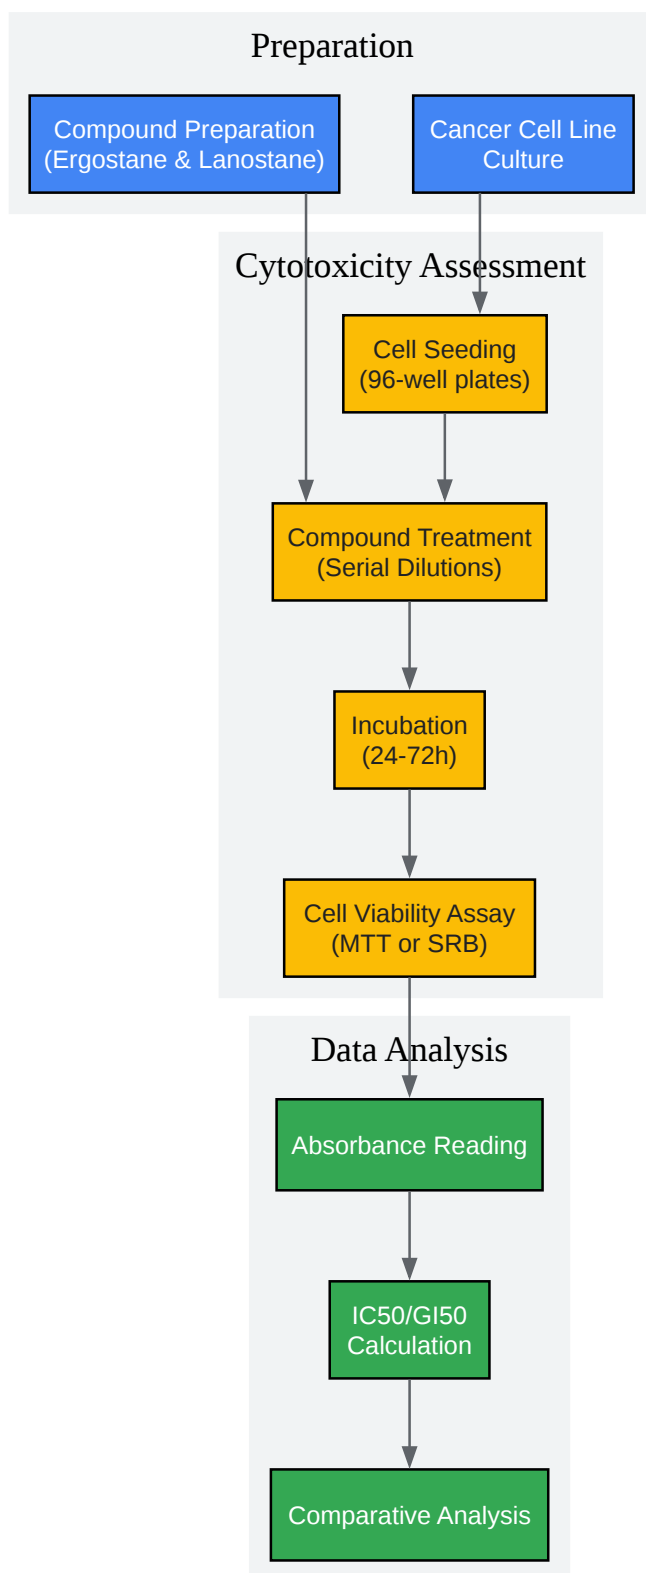 Preparation
Compound Preparation
(Ergostane & Lanostane)
Cancer Cell Line
Culture
Cytotoxicity Assessment
Cell Seeding
(96-well plates)
Compound Treatment
(Serial Dilutions)
Incubation
(24-72h)
Cell Viability Assay
(MTT or SRB)
Data Analysis
Absorbance Reading
IC50/GI50
Calculation
Comparative Analysis